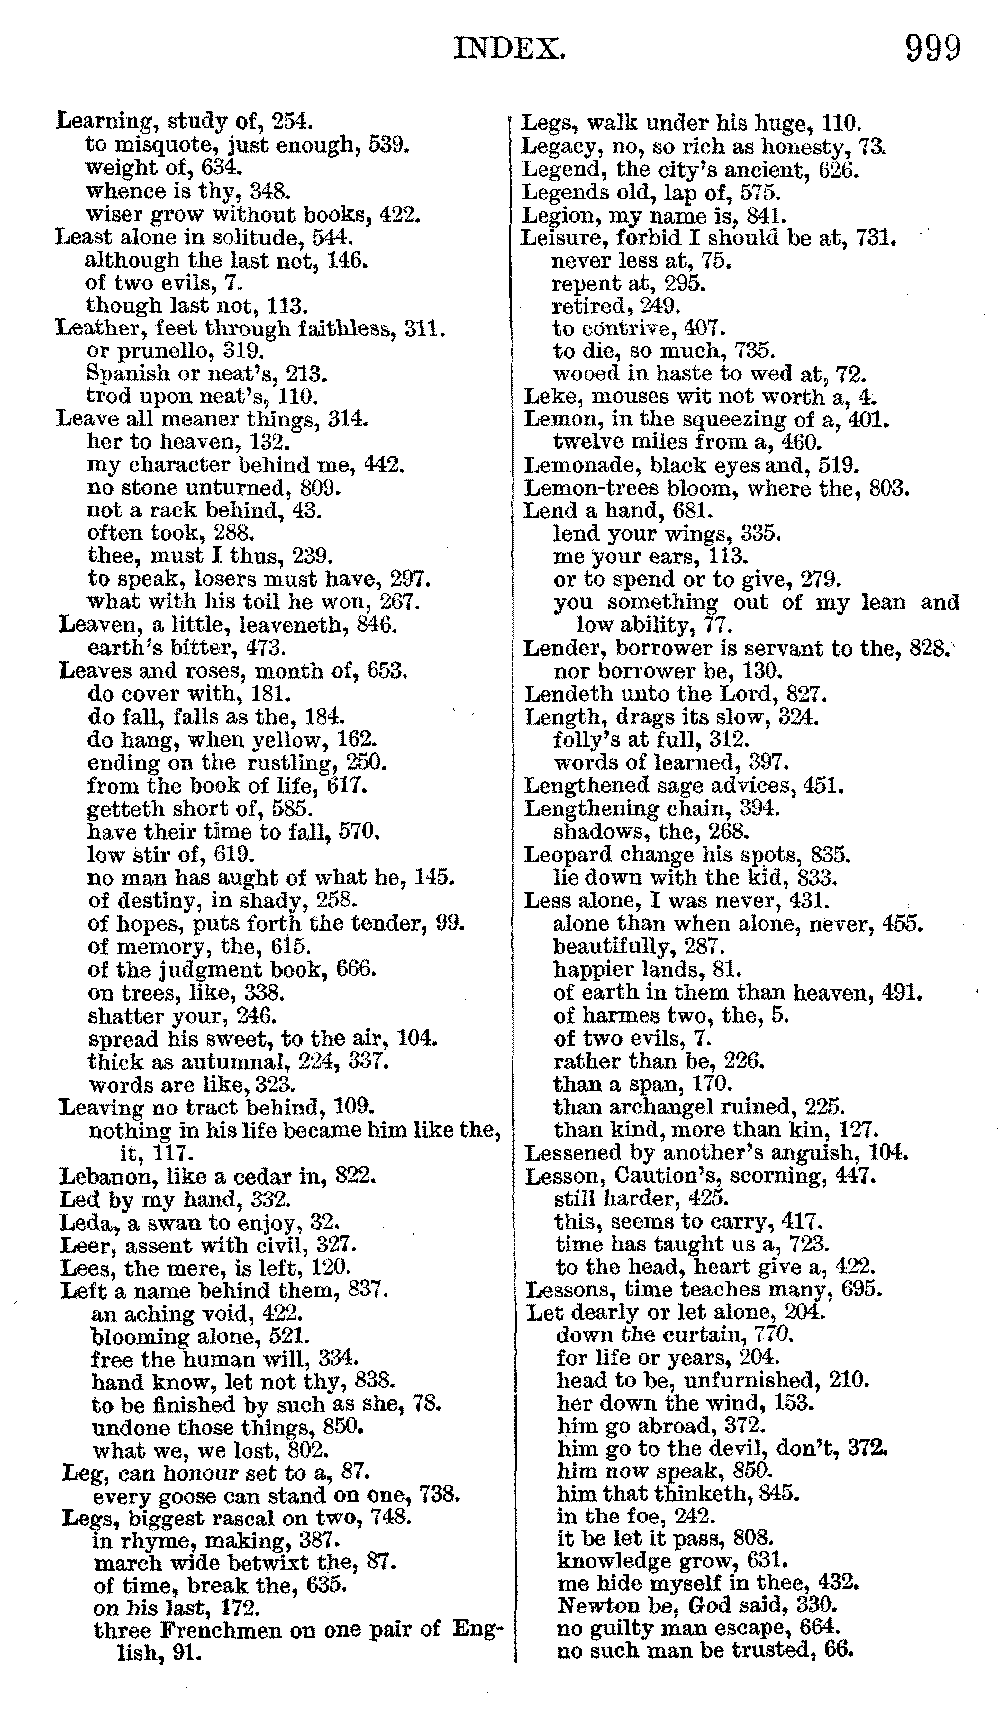 INDEX.
999
Learning, study of, 254.
to misquote, just enough, 539.
weight of, 634.
whence is thy, 348.
wiser grow without books, 422.
Least alone in solitude, 544.
although the last not, 146.
of two evils, 7.
though last not, 113.
Leather, feet through faithless, 311.
or prunello, 319.
Spanish or neat's, 213.
trod upon neat's, 110.
Leave all meaner things, 314.
her to heaven, 132.
my character behind me, 442.
no stone unturned, 809.
not a rack behind, 43.
often took, 288.
thee, must I thus, 239.
to speak, losers must have, 297.
what with his toil he won, 267.
Leaven, a little, leaveneth, 846.
earth's bitter, 473.
Leaves and roses, month of, 653.
do cover with, 181.
do fall, falls as the, 184.
do hang, when yellow, 162.
ending on the rustling, 250.
from the book of life, 617.
getteth short of, 585.
have their time to fall, 570.
low stir of, 619.
no man has aught of what he, 145.
of destiny, in shady, 258.
of hopes, puts forth the tender, 99.
of memory, the, 615.
of the judgment book, 666.
on trees, like, 338.
shatter your, 246.
spread his sweet, to the air, 104.
thick as autumnal, 224, 337.
words are like, 323.
Leaving no tract behind, 109.
nothing in his life became him like the,
it, 117.
Lebanon, like a cedar in, 822.
Led by my hand, 332.
Leda, a swan to enjoy, 32.
Leer, assent with civil, 327.
Lees, the mere, is left, 120.
Left a name behind them, 837.
an aching void, 422.
blooming alone, 521.
free the human will, 334.
hand know, let not thy, 838.
to be finished by such as she, 78.
undone those things, 850.
what we, we lost, 802.
Leg, can honour set to a, 87.
every goose can stand on one, 738.
Legs, biggest rascal on two, 748.
in rhyme, making, 387.
march wide betwixt the, 87.
of time, break the, 635.
on his last, 172.
three Frenchmen on one pair of Eng-
lish, 91.
Legs, walk under his huge, 110.
Legacy, no, so rich as honesty, 73.
Legend, the city's ancient, 626.
Legends old, lap of, 575.
Legion, my name is, 841.
Leisure, forbid I should be at, 731.
never less at, 75.
repent at, 295.
retired, 249.
to contrive, 407.
to die, so much, 735.
wooed in haste to wed at, 72.
Leke, mouses wit not worth a, 4.
Lemon, in the squeezing of a, 401.
twelve miles from a, 460.
Lemonade, black eyes and, 519.
Lemon-trees bloom, where the, 803.
Lend a hand, 681.
lend your wings, 335.
me your ears, 113.
or to spend or to give, 279.
you something out of my lean and
low ability, 77.
Lender, borrower is servant to the, 828.
nor borrower be, 130.
Lendeth unto the Lord, 827.
Length, drags its slow, 324.
folly's at full, 312.
words of learned, 397.
Lengthened sage advices, 451.
Lengthening chain, 394.
shadows, the, 268.
Leopard change his spots, 835.
lie down with the kid, 833.
Less alone, I was never, 431.
alone than when alone, never, 455.
beautifully, 287.
happier lands, 81.
of earth in them than heaven, 491.
of harmes two, the, 5.
of two evils, 7.
rather than be, 226.
than a span, 170.
than archangel ruined, 225.
than kind, more than kin, 127.
Lessened by another's anguish, 104.
Lesson, Caution's, scorning, 447.
still harder, 425.
this, seems to carry, 417.
time has taught us a, 723.
to the head, heart give a, 422.
Lessons, time teaches many, 695.
Let dearly or let alone, 204.
down the curtain, 770.
for life or years, 204.
head to be, unfurnished, 210.
her down the wind, 153.
him go abroad, 372.
him go to the devil, don't, 372.
him now speak, 850.
him that thinketh, 845.
in the foe, 242.
it be let it pass, 808.
knowledge grow, 631.
me hide myself in thee, 432.
Newton be, God said, 330.
no guilty man escape, 664.
no such man be trusted, 66.